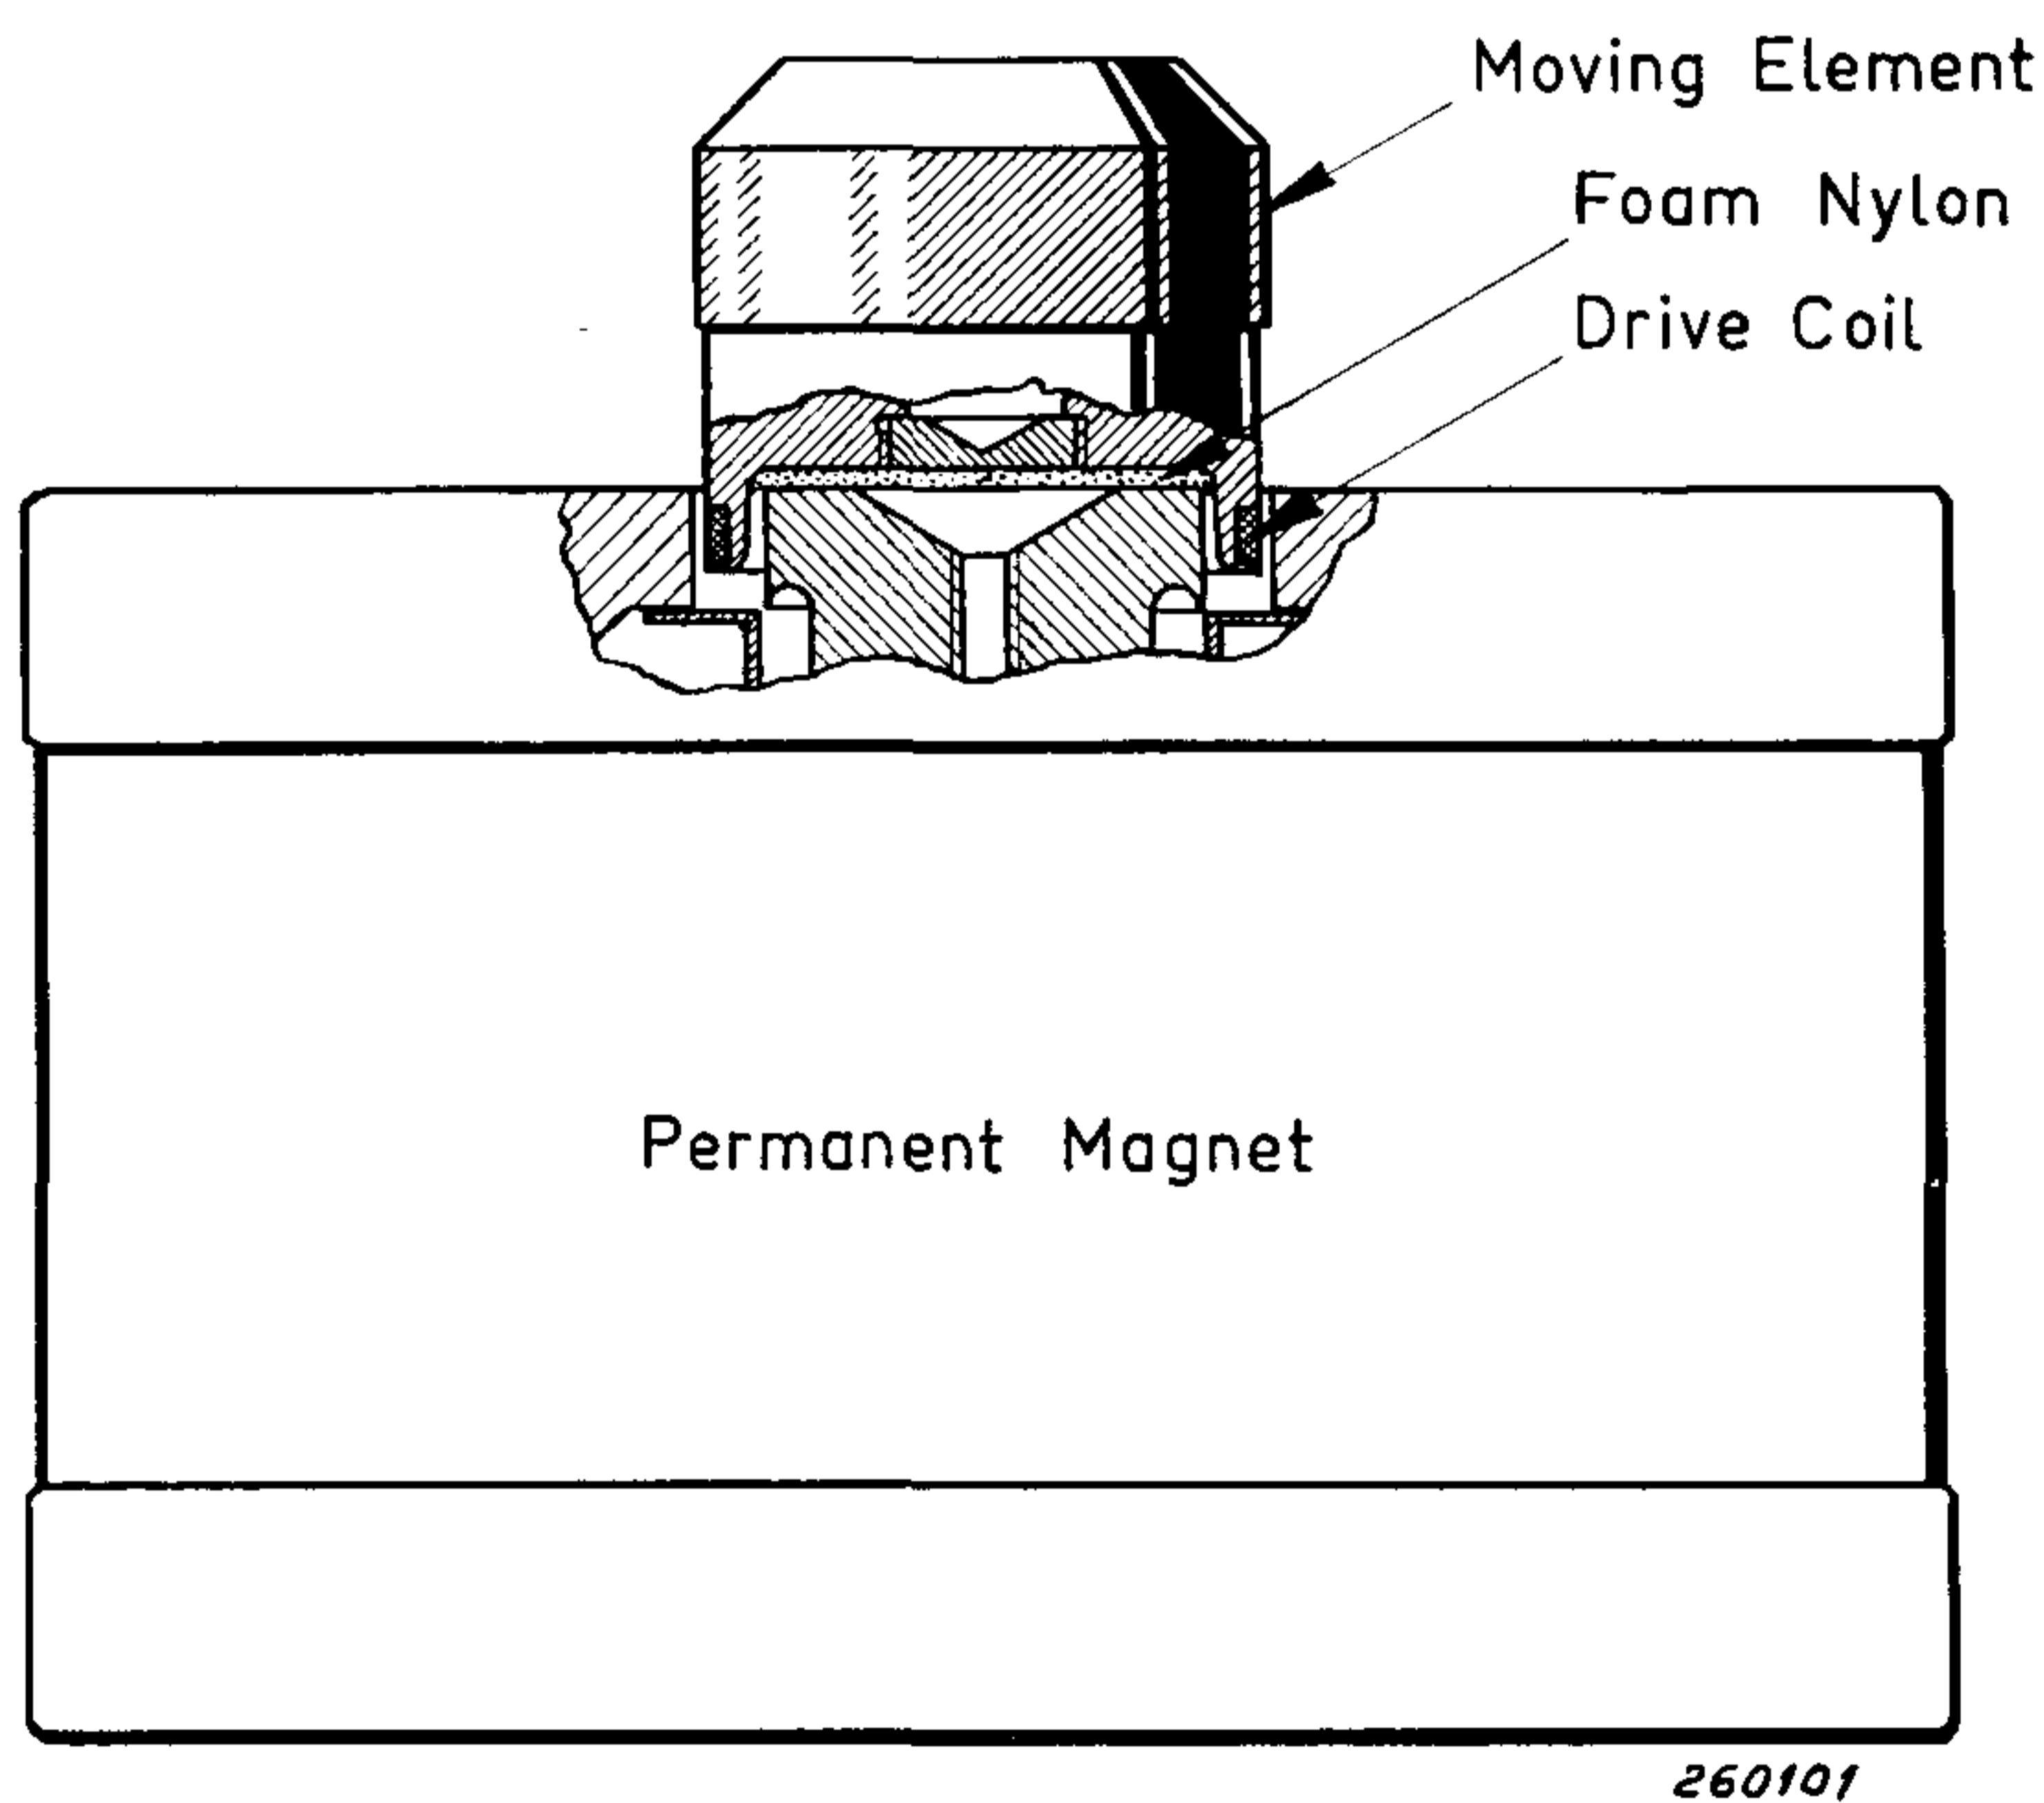 Moving Element
Foam Nylon
Drive Coil
Permanent Magnet
260101